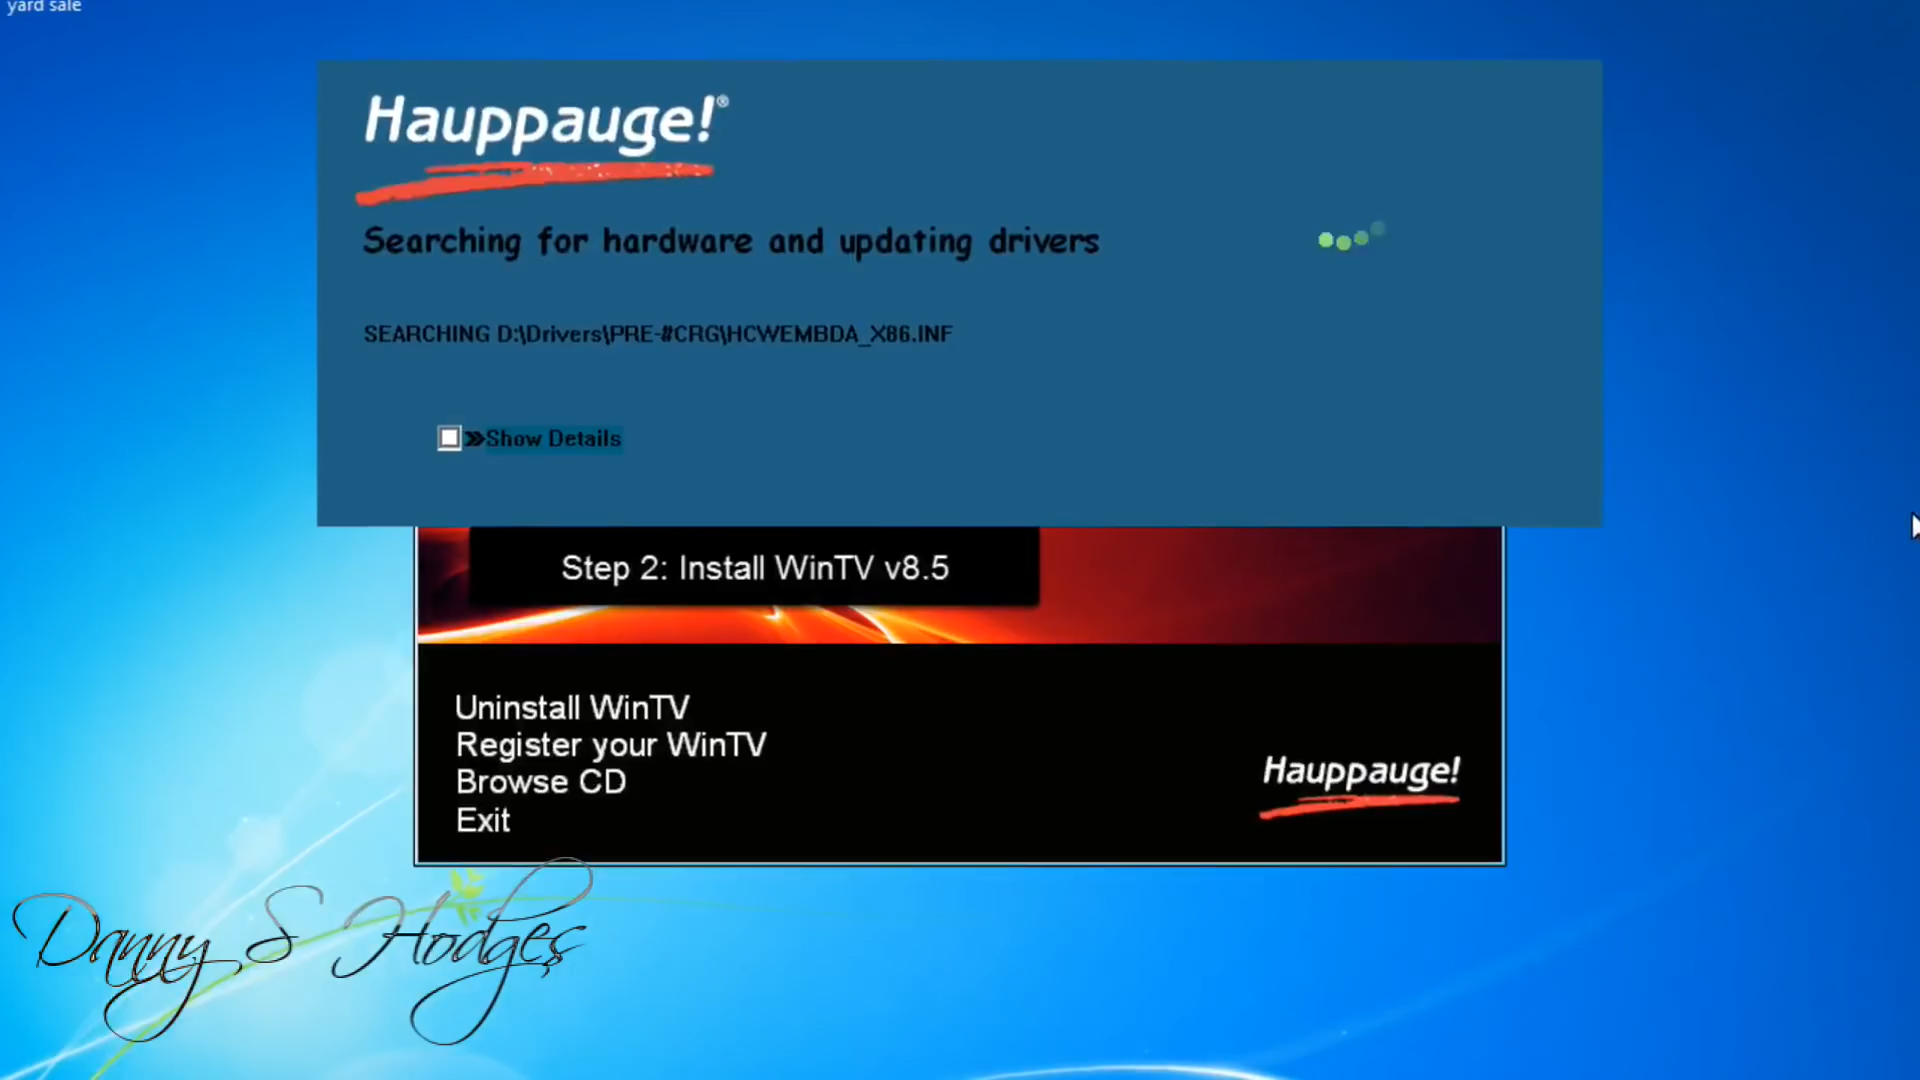 yard sale
Hauppauge!®
Searching for hardware and updating drivers
SEARCHING D:\Drivers\PRE-#CRG\HCWEMBDA_X86.INF
»Show Details
Step 2: Install WinTV v8.5
Uninstall WinTV
Register your WinTV
Browse CD
Exit
Hauppauge!
Danny S Hodges